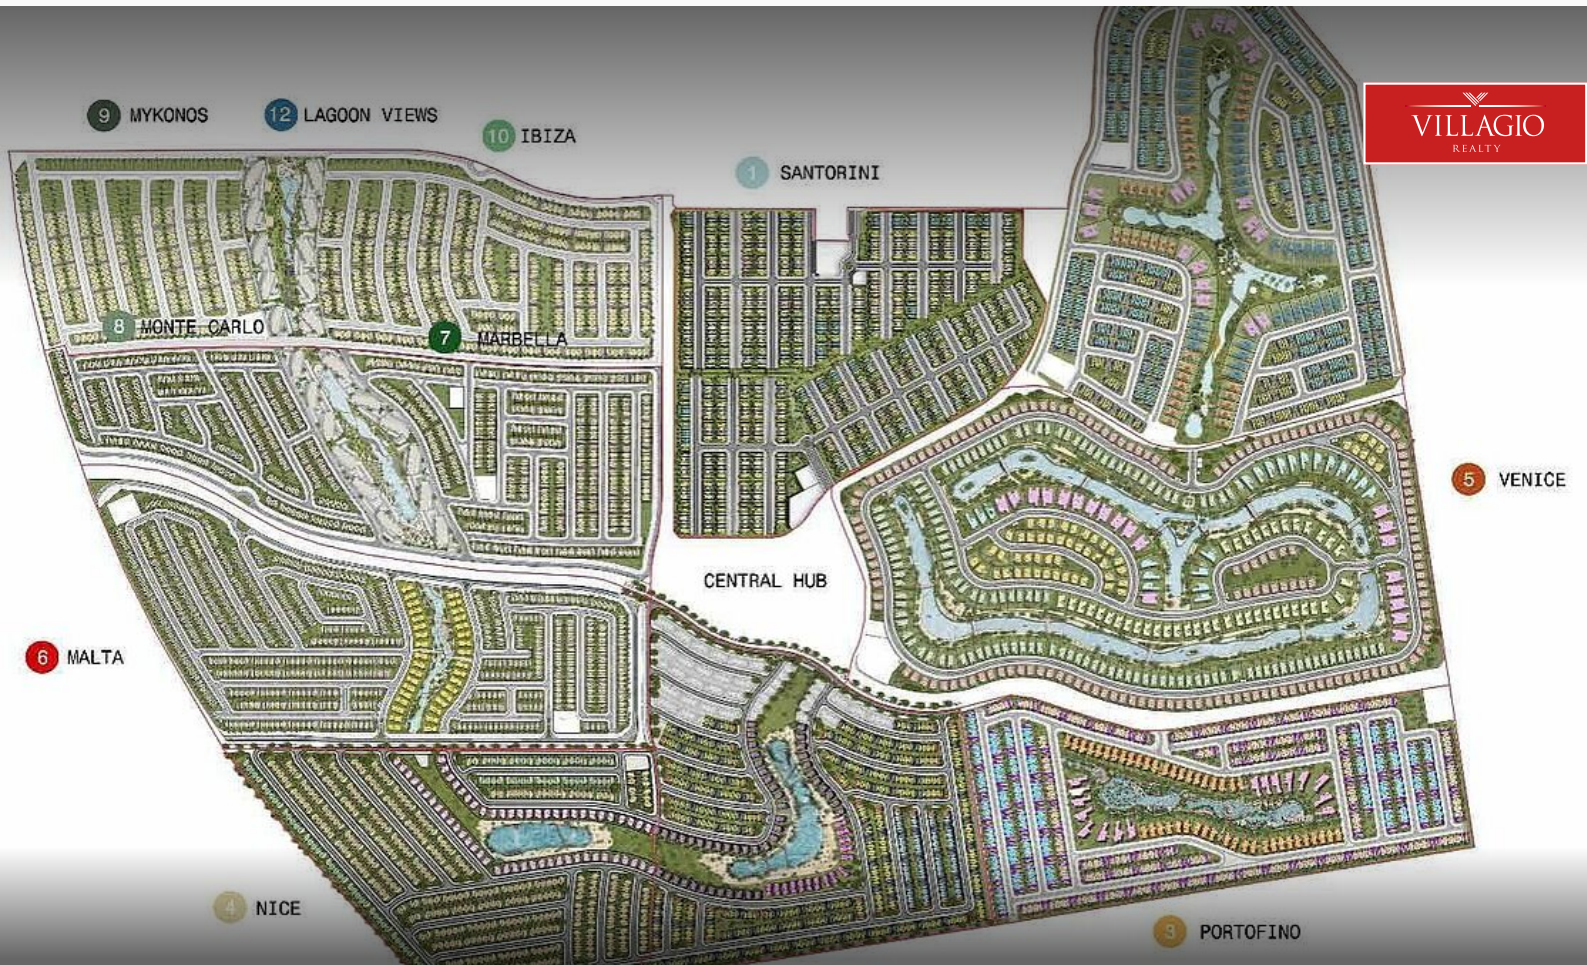 9 MYKONOS
12 LAGOON VIEWS
10 IBIZA
1 SANTORINI
VILLAGIO
REALTY
8 MONTE CARLO
7 MARBELLA
5 VENICE
CENTRAL HUB
6 MALTA
4 NICE
3 PORTOFINO